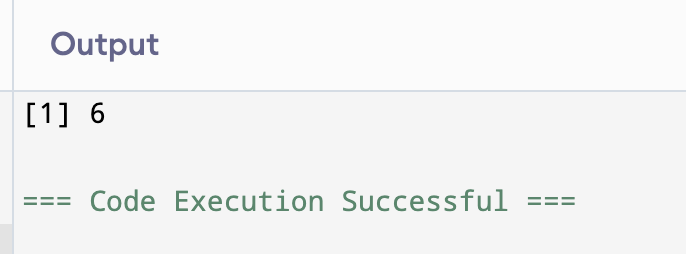 Output
[1] 6
=== Code Execution Successful ===